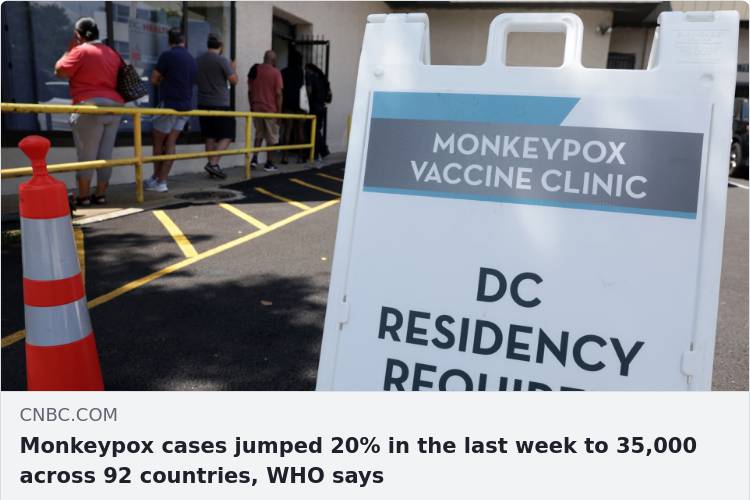 MONKEYPOX
VACCINE CLINIC
DC
RESIDENCY
REQUIRED
CNBC.COM
Monkeypox cases jumped 20% in the last week to 35,000
across 92 countries, WHO says